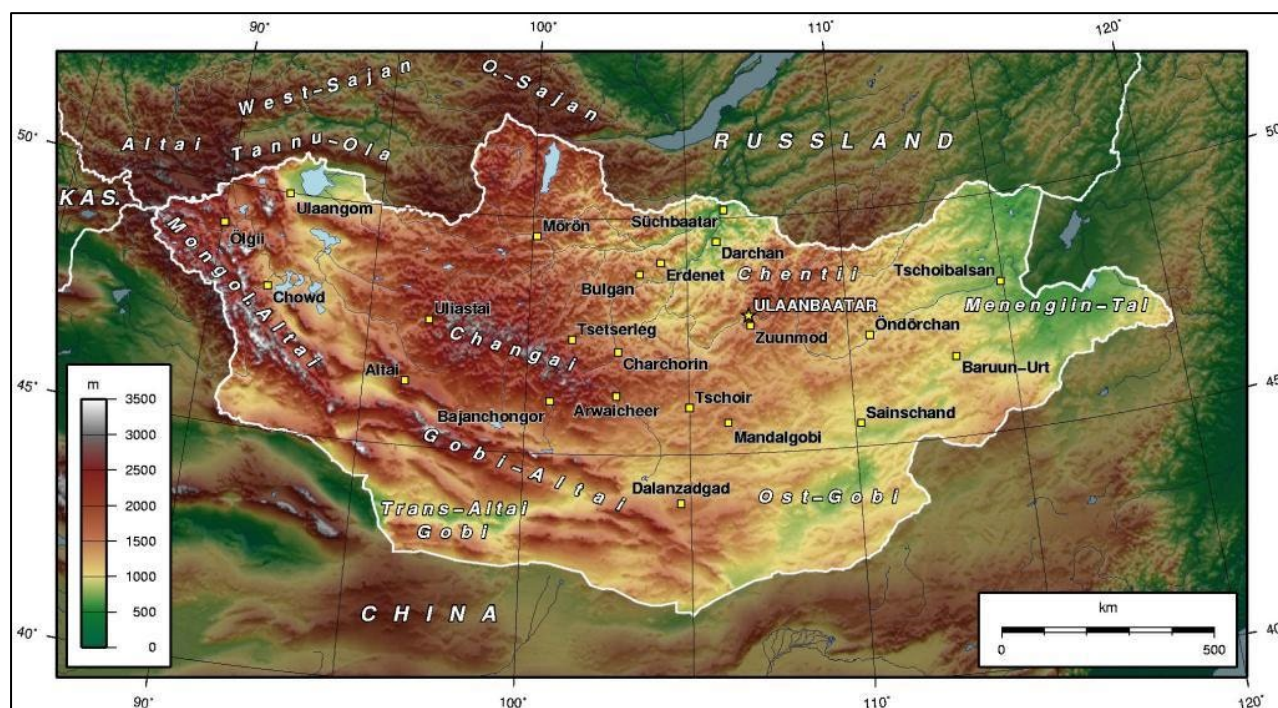 90°
100°
110°
120°
50°
50°
West-Sajan
O.-Sajan
Altai
Tannu-Ola
RUSSLAND
KAS.
Ulaangom
Ölgii
Mongol. Altai
Mörön
Süchbaatar
Darchan
Erdenet
Chentii
Bulgan
Tschoibalsan
Chowd
Menengiin-Tal
ULAANBAATAR
Zuunmod
Uliastai
Changai
Tsetserleg
Öndörchan
Charchorin
Baruun-Urt
45°
45°
Altai
Bajanchongor
Arwaicheer
Tschoir
Sainschand
Mandalgobi
Gobi-Altai
Dalanzadgad
Ost-Gobi
Trans-Altai
Gobi
CHINA
m
3500
3000
2500
2000
1500
1000
500
0
km
0
500
40°
40°
90°
100°
110°
120°